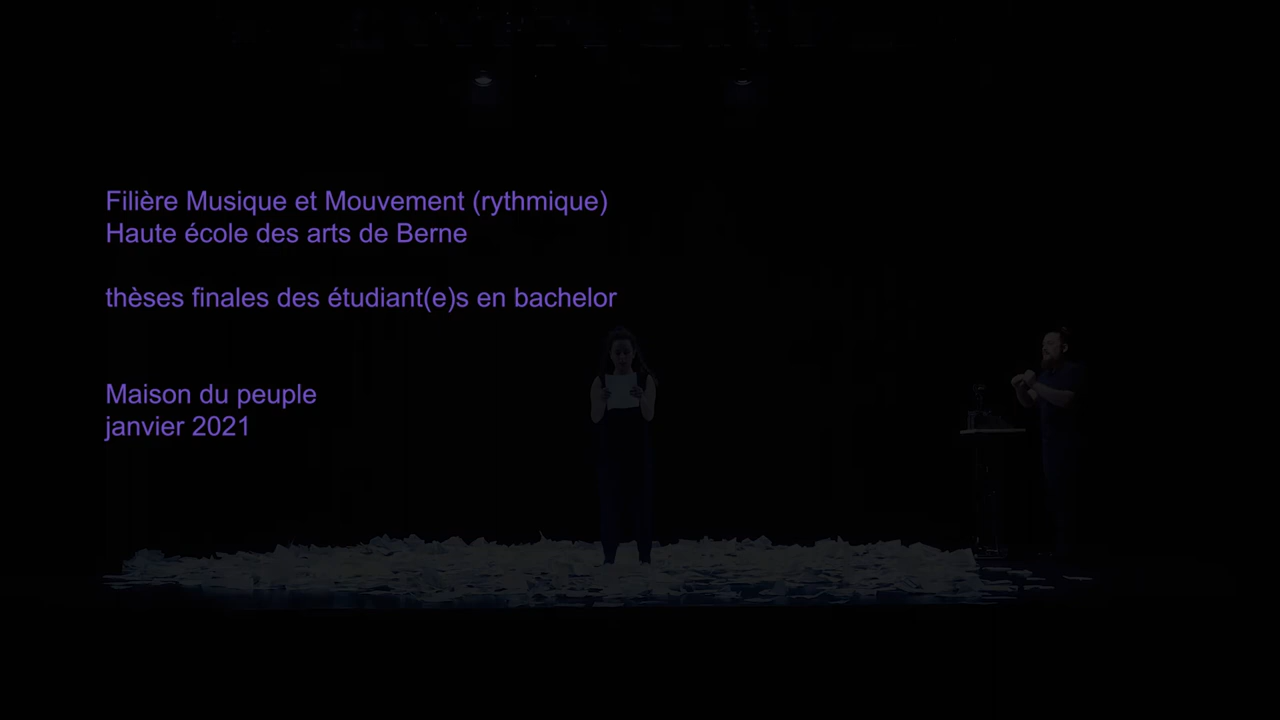 Filière Musique et Mouvement (rythmique)
Haute école des arts de Berne
thèses finales des étudiant(e)s en bachelor
Maison du peuple
janvier 2021